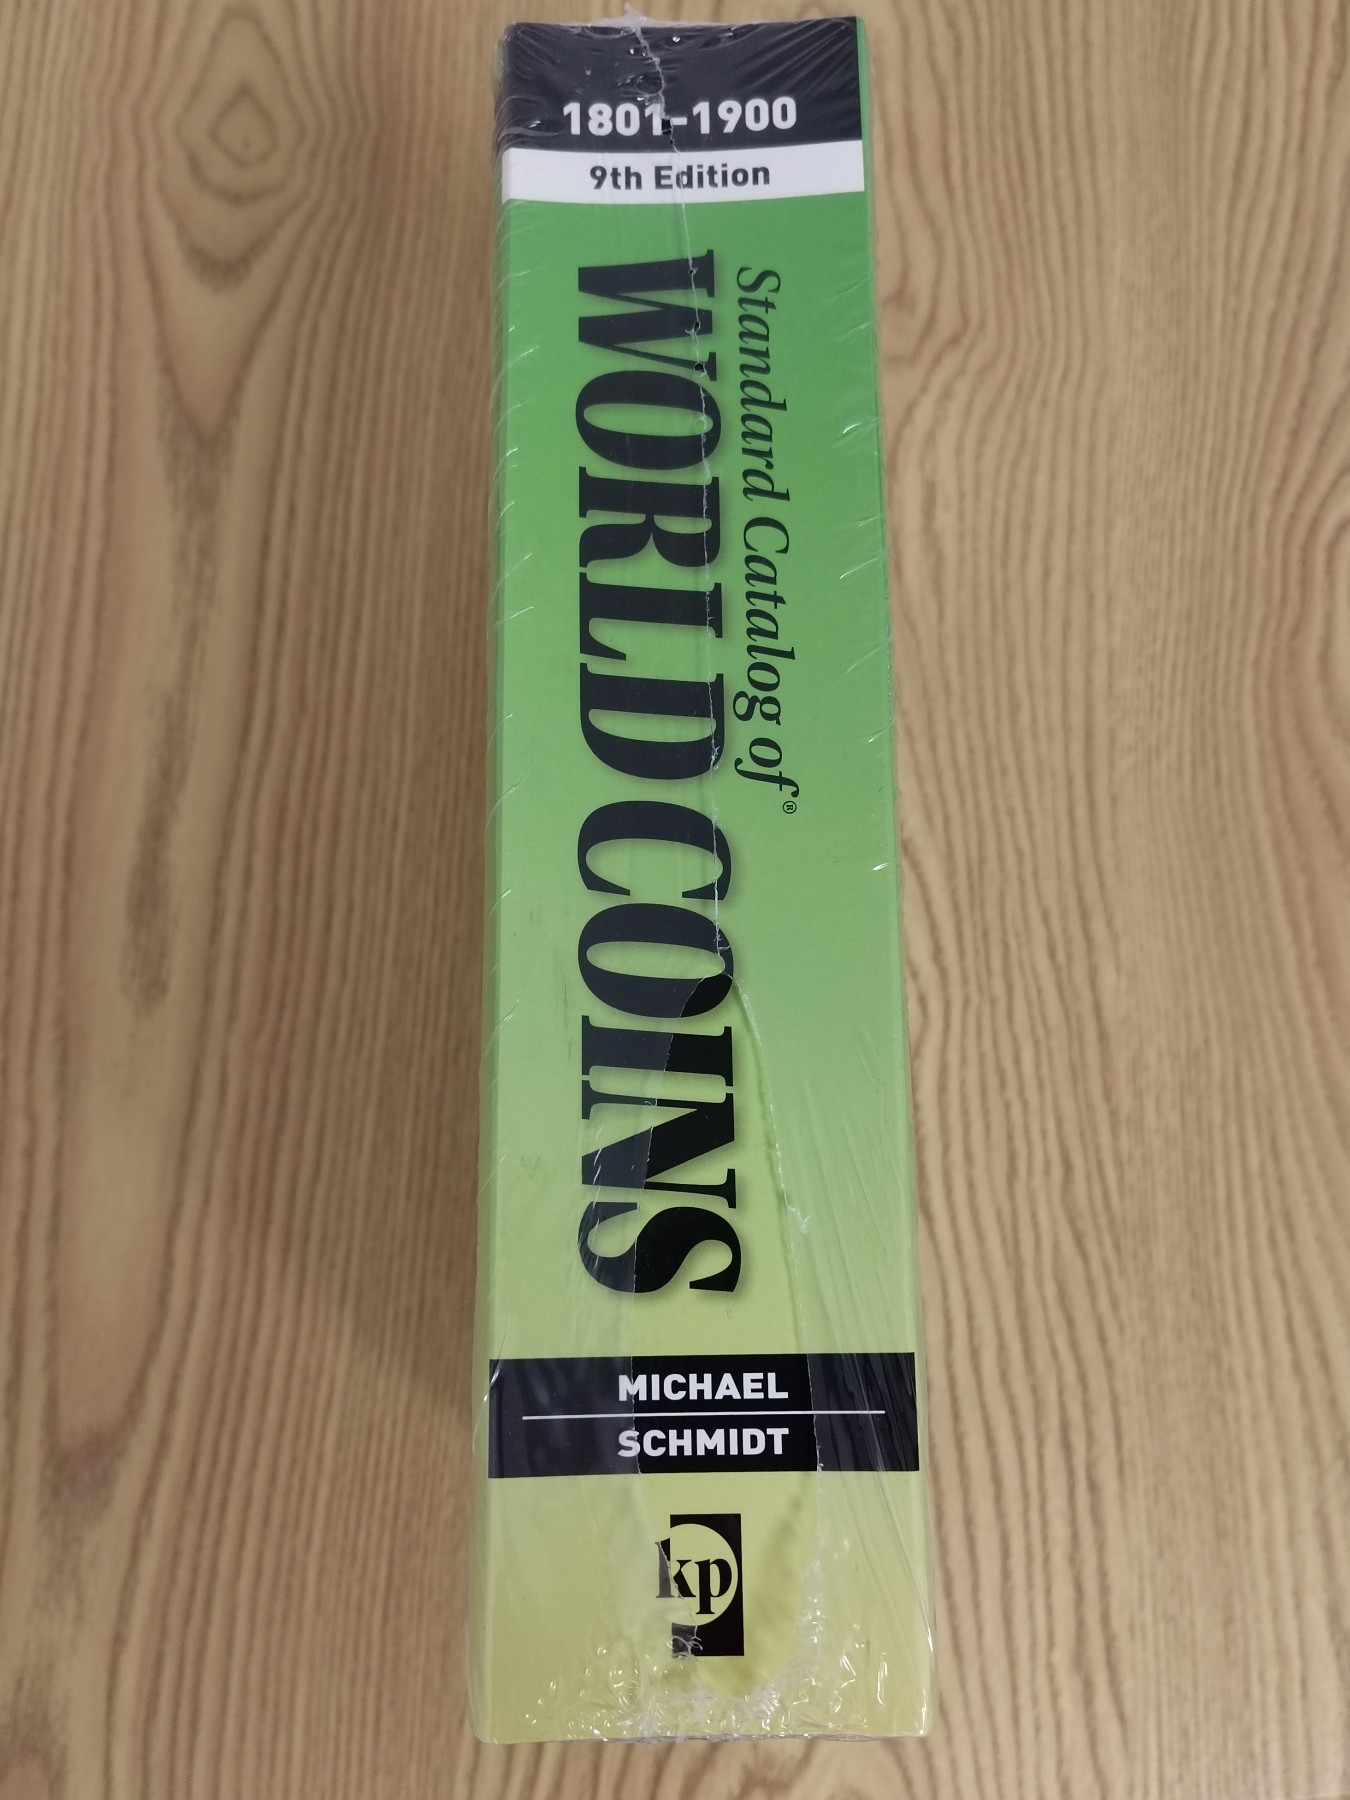 1801-1900
9th Edition
Standard Catalog of®
WORLD COINS
MICHAEL
SCHMIDT
kp